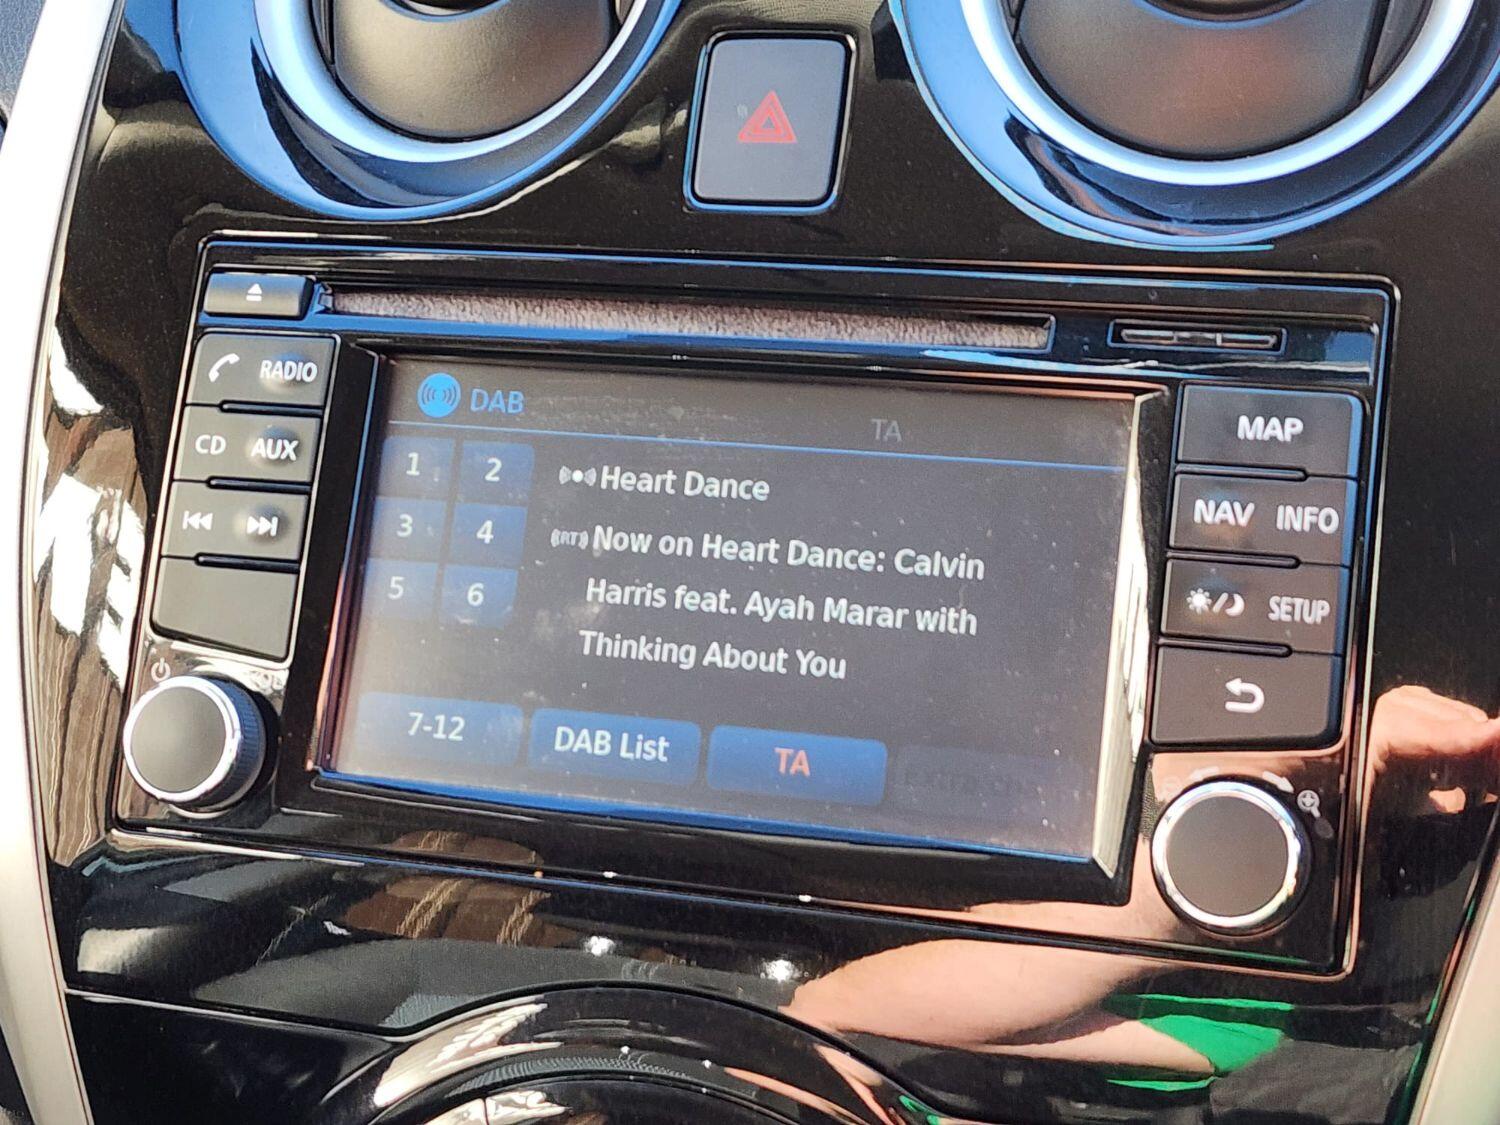 RADIO
CD AUX
DAB
TA
1 2
3 4
5 6
Heart Dance
(RT) Now on Heart Dance: Calvin
Harris feat. Ayah Marar with
Thinking About You
7-12 DAB List TA
MAP
NAV INFO
SETUP